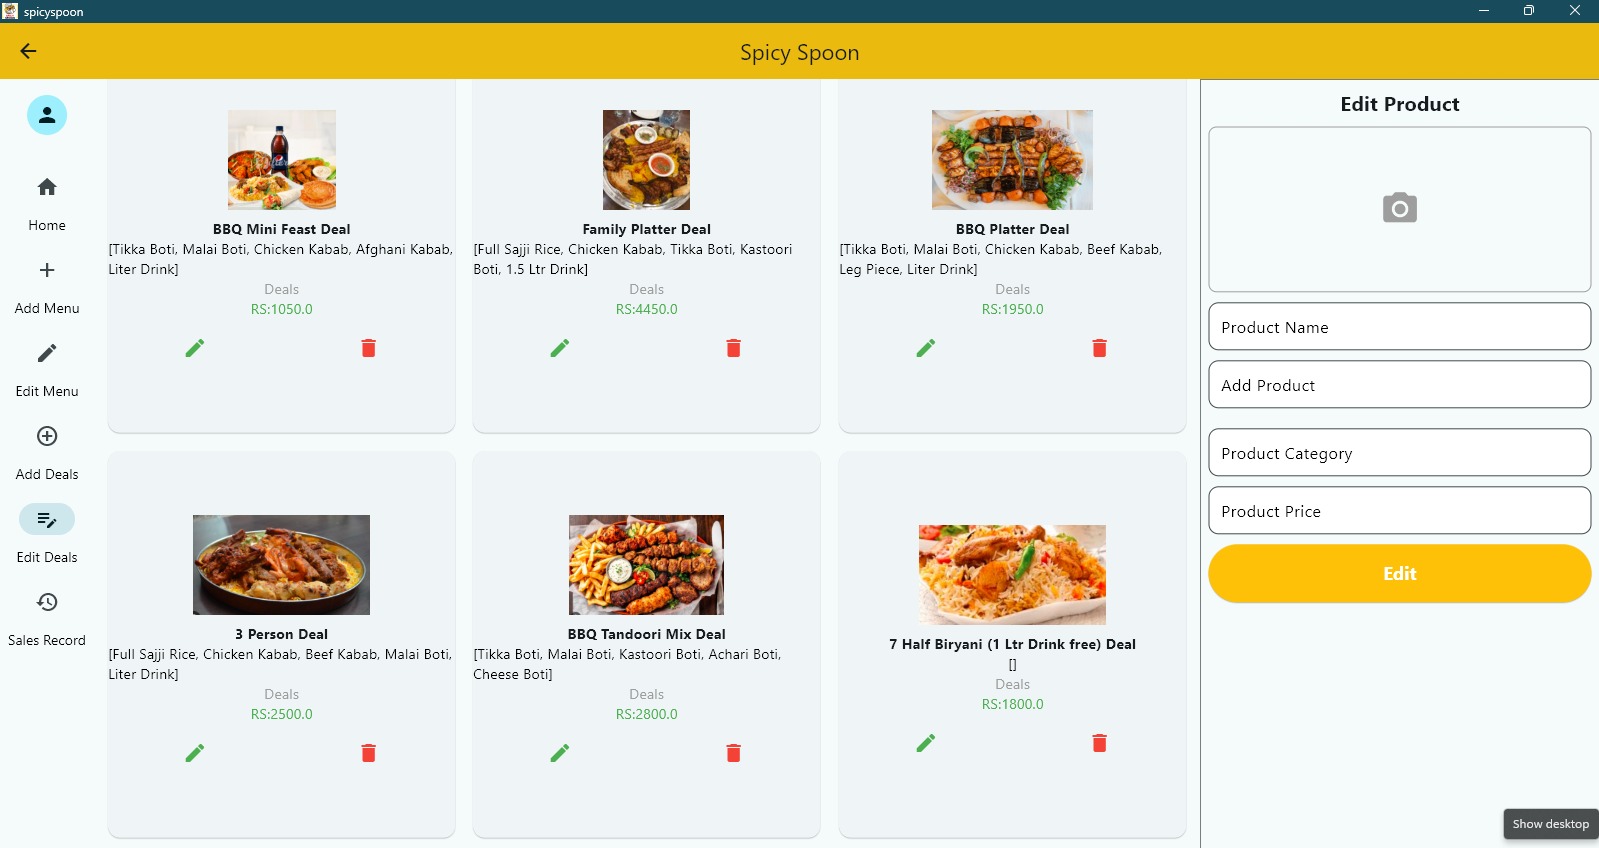 spicyspoon
Spicy Spoon
Home
Add Menu
Edit Menu
Add Deals
Edit Deals
Sales Record
BBQ Mini Feast Deal
[Tikka Boti, Malai Boti, Chicken Kabab, Afghani Kabab,
Liter Drink]
Deals
RS:1050.0
Family Platter Deal
[Full Sajji Rice, Chicken Kabab, Tikka Boti, Kastoori
Boti, 1.5 Ltr Drink]
Deals
RS:4450.0
BBQ Platter Deal
[Tikka Boti, Malai Boti, Chicken Kabab, Beef Kabab,
Leg Piece, Liter Drink]
Deals
RS:1950.0
3 Person Deal
[Full Sajji Rice, Chicken Kabab, Beef Kabab, Malai Boti,
Liter Drink]
Deals
RS:2500.0
BBQ Tandoori Mix Deal
[Tikka Boti, Malai Boti, Kastoori Boti, Achari Boti,
Cheese Boti]
Deals
RS:2800.0
7 Half Biryani (1 Ltr Drink free) Deal
[]
Deals
RS:1800.0
Edit Product
Product Name
Add Product
Product Category
Product Price
Edit
Show desktop